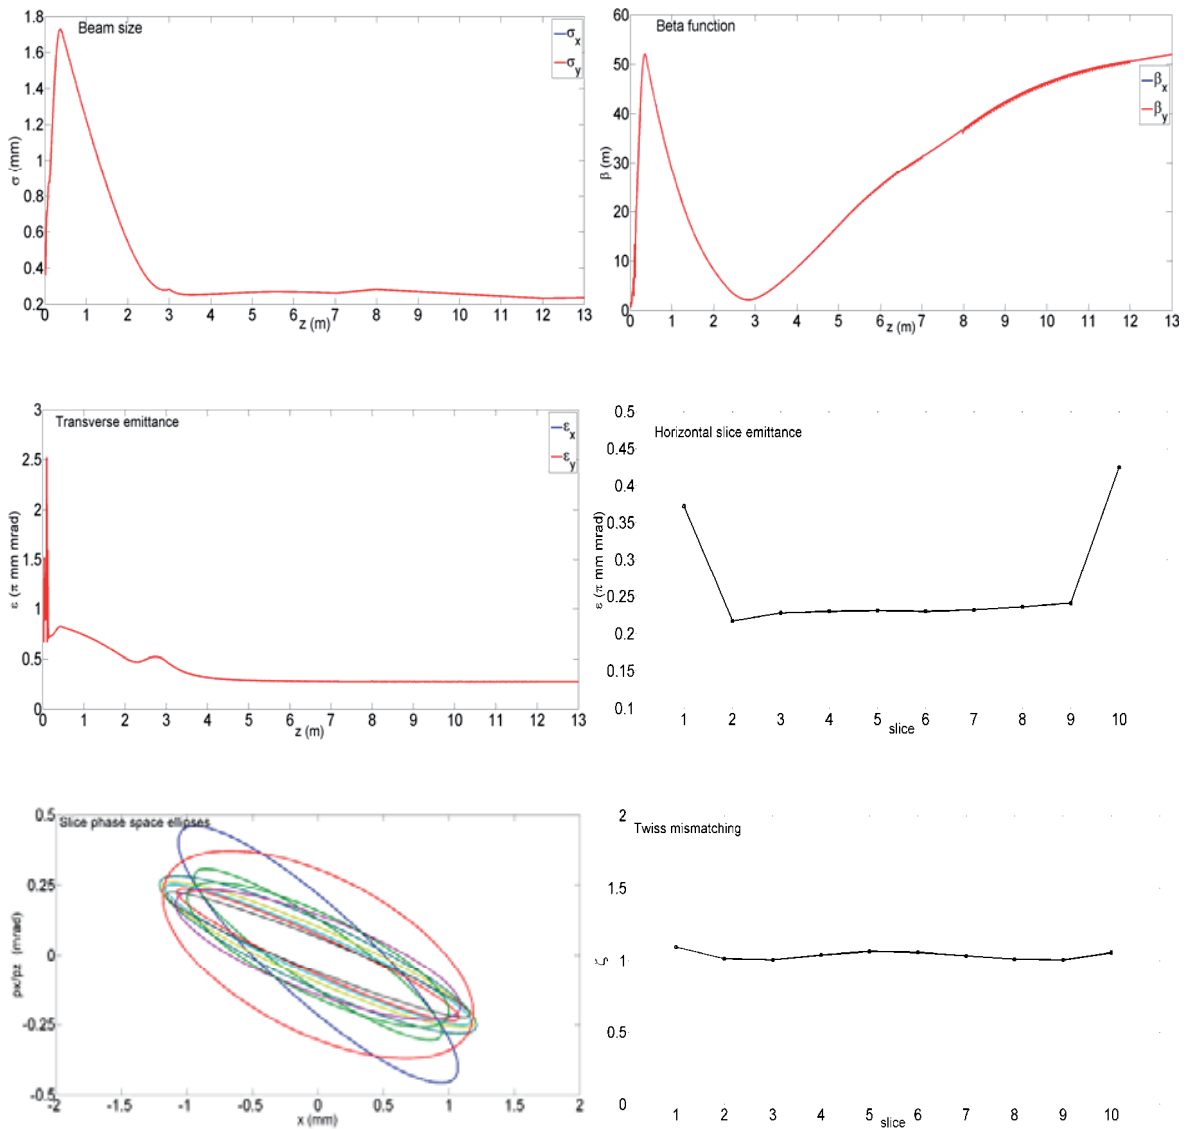 Beam size
σx
σy
1.8
1.6
1.4
1.2
1
0.8
0.6
0.4
0.2
σ (mm)
0 1 2 3 4 5 6 7 8 9 10 11 12 13
z (m)
Beta function
βx
βy
60
50
40
30
20
10
0
β (m)
0 1 2 3 4 5 6 7 8 9 10 11 12 13
z (m)
Transverse emittance
εx
εy
3
2.5
2
1.5
1
0.5
0
ε (π mm mrad)
0 1 2 3 4 5 6 7 8 9 10 11 12 13
z (m)
Horizontal slice emittance
0.5
0.45
0.4
0.35
0.3
0.25
0.2
0.15
0.1
ε (π mm mrad)
1 2 3 4 5 6 7 8 9 10
slice
Slice phase space ellipses
0.5
0.25
0
-0.25
-0.5
px/pz (mrad)
-2 -1.5 -1 -0.5 0 0.5 1 1.5 2
x (mm)
Twiss mismatching
2
1.5
1
0.5
0
ζ
1 2 3 4 5 6 7 8 9 10
slice